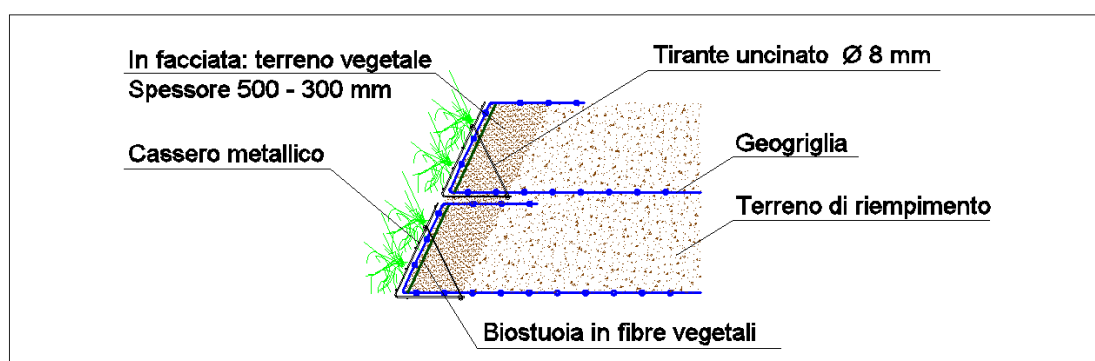 In facciata: terreno vegetale
Spessore 500 - 300 mm
Tirante uncinato Ø 8 mm
Cassero metallico
Geogriglia
Terreno di riempimento
Biostuoia in fibre vegetali